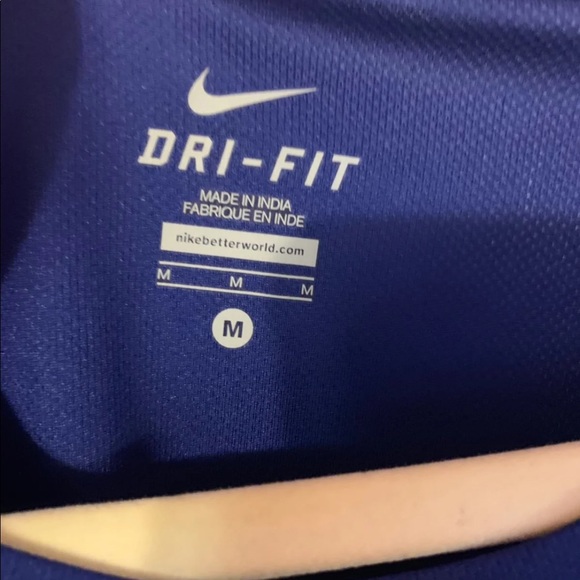 DRI-FIT
MADE IN INDIA
FABRIQUE EN INDE
nikebetterworld.com
M M M
M